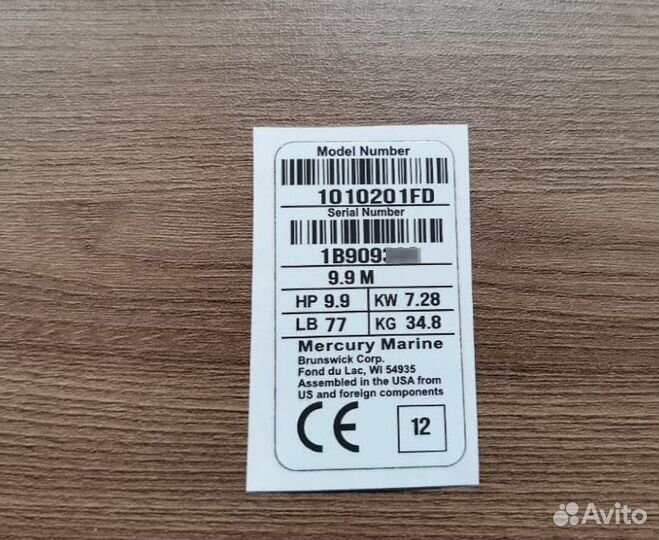 Model Number
1010201FD
Serial Number
1B909
9.9 M
HP 9.9 KW 7.28
LB 77 KG 34.8
Mercury Marine
Brunswick Corp.
Fond du Lac, WI 54935
Assembled in the USA from
US and foreign components
CE 12
Avito